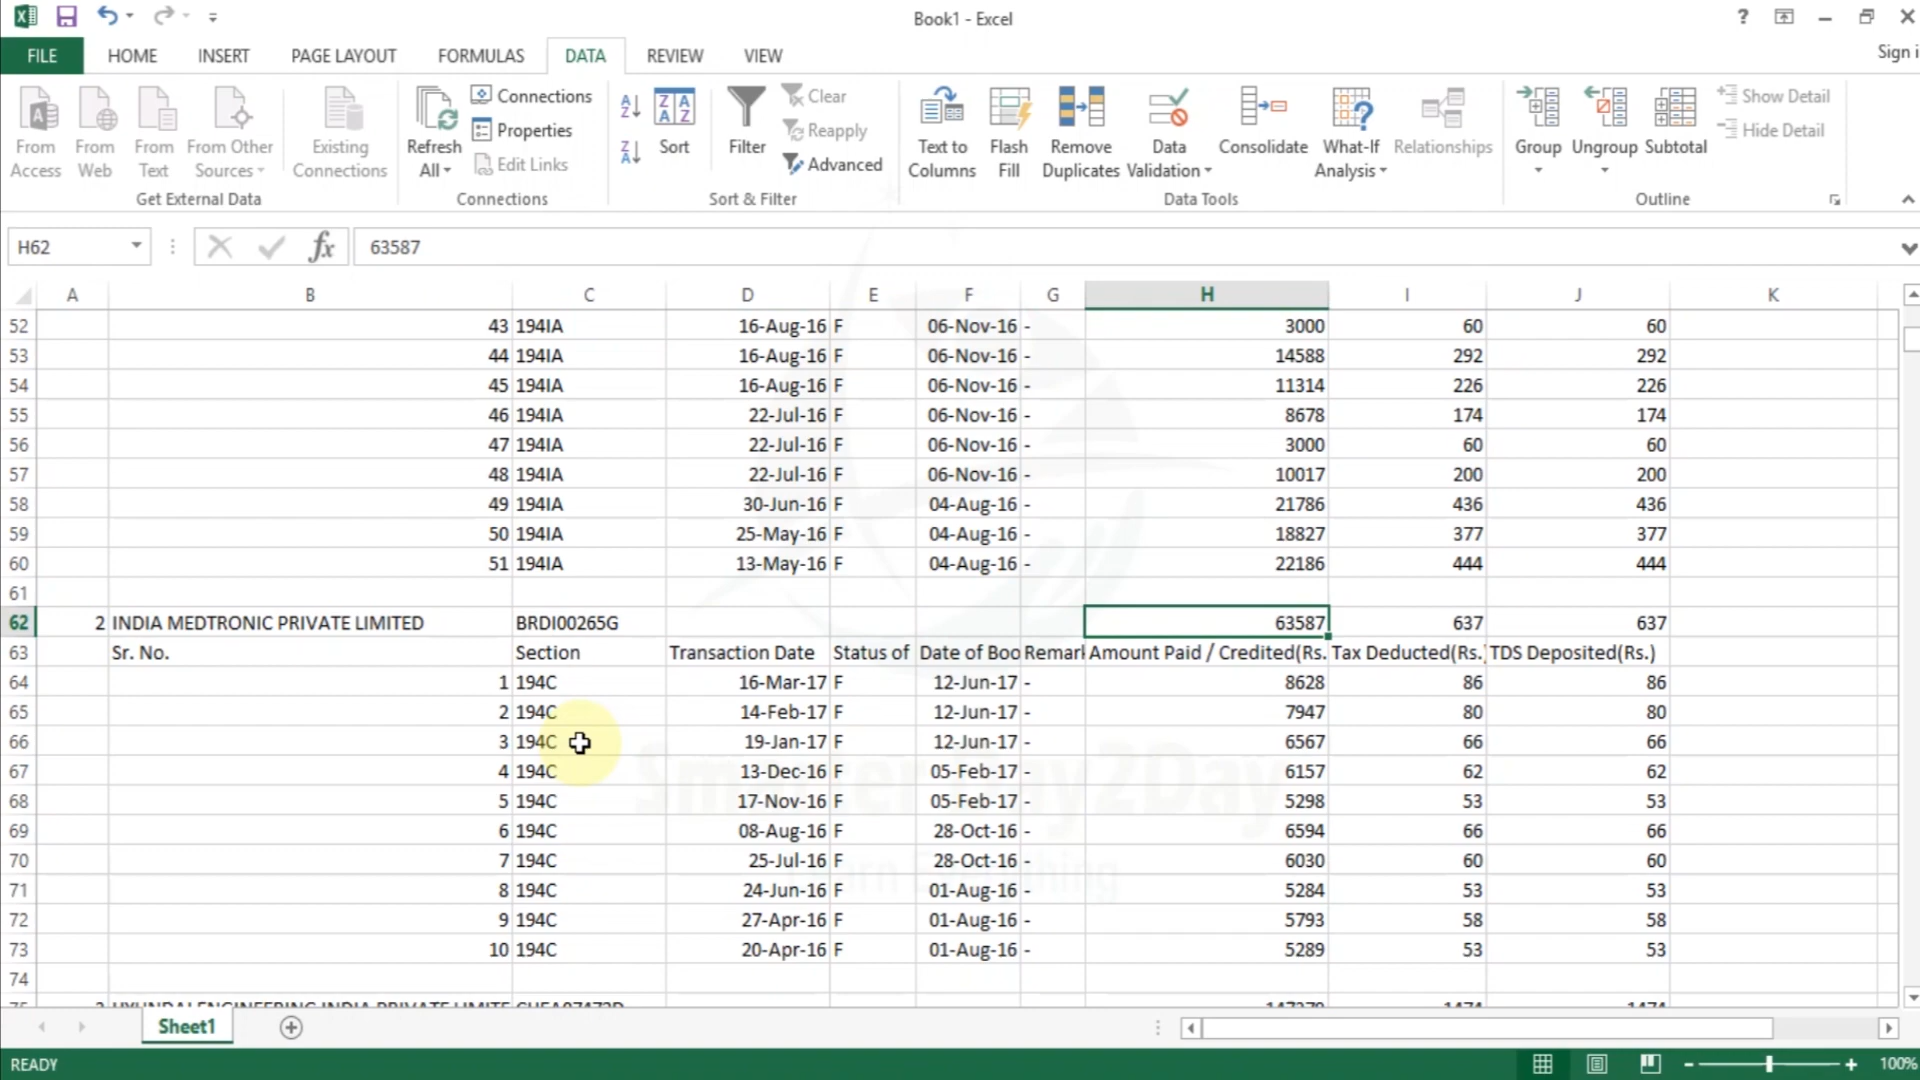 Book1 - Excel
?
Sign i
FILE HOME INSERT PAGE LAYOUT FORMULAS DATA REVIEW VIEW
From Access
From Web
From Text
From Other Sources
Existing Connections
Get External Data
Refresh All
Connections
Properties
Edit Links
Connections
Sort
Filter
Clear
Reapply
Advanced
Sort & Filter
Text to Columns
Flash Fill
Remove Duplicates
Data Validation
Consolidate
What-If Analysis
Relationships
Data Tools
Group
Ungroup
Subtotal
Show Detail
Hide Detail
Outline
H62 fx 63587
A B C D E F G H I J K
52 43 194IA 16-Aug-16 F 06-Nov-16 - 3000 60 60
53 44 194IA 16-Aug-16 F 06-Nov-16 - 14588 292 292
54 45 194IA 16-Aug-16 F 06-Nov-16 - 11314 226 226
55 46 194IA 22-Jul-16 F 06-Nov-16 - 8678 174 174
56 47 194IA 22-Jul-16 F 06-Nov-16 - 3000 60 60
57 48 194IA 22-Jul-16 F 06-Nov-16 - 10017 200 200
58 49 194IA 30-Jun-16 F 04-Aug-16 - 21786 436 436
59 50 194IA 25-May-16 F 04-Aug-16 - 18827 377 377
60 51 194IA 13-May-16 F 04-Aug-16 - 22186 444 444
61
62 2 INDIA MEDTRONIC PRIVATE LIMITED BRDI00265G 63587 637 637
63 Sr. No. Section Transaction Date Status of Date of Boo Remark Amount Paid / Credited(Rs. Tax Deducted(Rs.) TDS Deposited(Rs.)
64 1 194C 16-Mar-17 F 12-Jun-17 - 8628 86 86
65 2 194C 14-Feb-17 F 12-Jun-17 - 7947 80 80
66 3 194C 19-Jan-17 F 12-Jun-17 - 6567 66 66
67 4 194C 13-Dec-16 F 05-Feb-17 - 6157 62 62
68 5 194C 17-Nov-16 F 05-Feb-17 - 5298 53 53
69 6 194C 08-Aug-16 F 28-Oct-16 - 6594 66 66
70 7 194C 25-Jul-16 F 28-Oct-16 - 6030 60 60
71 8 194C 24-Jun-16 F 01-Aug-16 - 5284 53 53
72 9 194C 27-Apr-16 F 01-Aug-16 - 5793 58 58
73 10 194C 20-Apr-16 F 01-Aug-16 - 5289 53 53
74
Sheet1
READY 100%